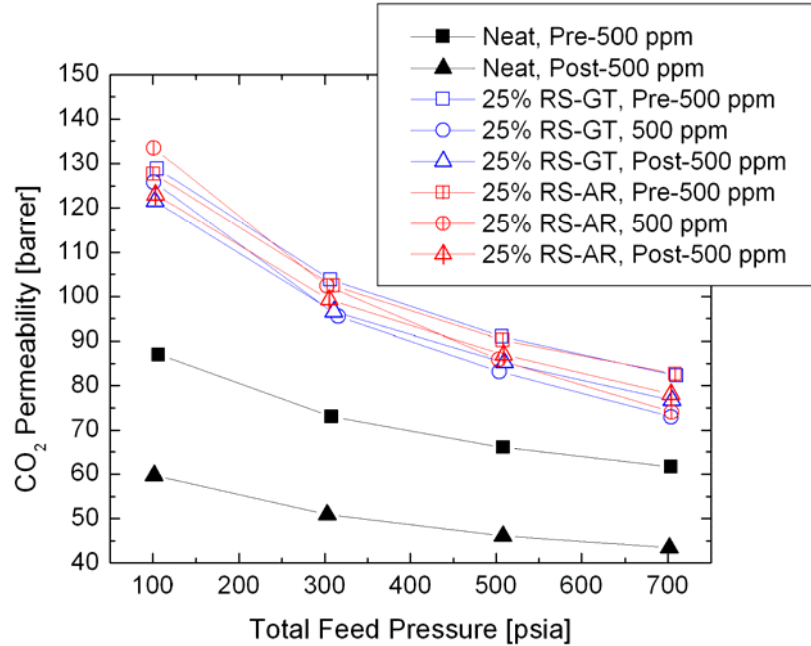 Neat, Pre-500 ppm
Neat, Post-500 ppm
25% RS-GT, Pre-500 ppm
25% RS-GT, 500 ppm
25% RS-GT, Post-500 ppm
25% RS-AR, Pre-500 ppm
25% RS-AR, 500 ppm
25% RS-AR, Post-500 ppm
150
140
130
120
110
100
90
80
70
60
50
40
CO₂ Permeability [barrer]
100 200 300 400 500 600 700
Total Feed Pressure [psia]